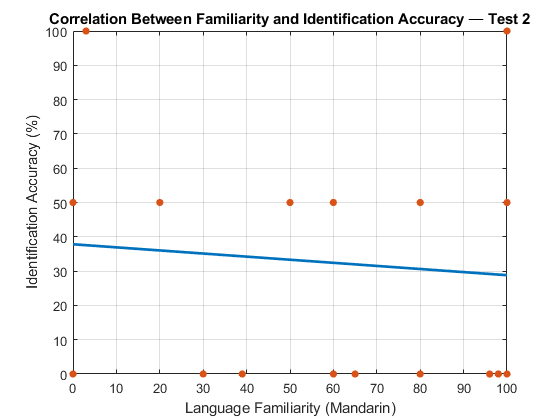 Correlation Between Familiarity and Identification Accuracy — Test 2
100
90
80
70
60
50
40
30
20
10
0
Identification Accuracy (%)
0 10 20 30 40 50 60 70 80 90 100
Language Familiarity (Mandarin)